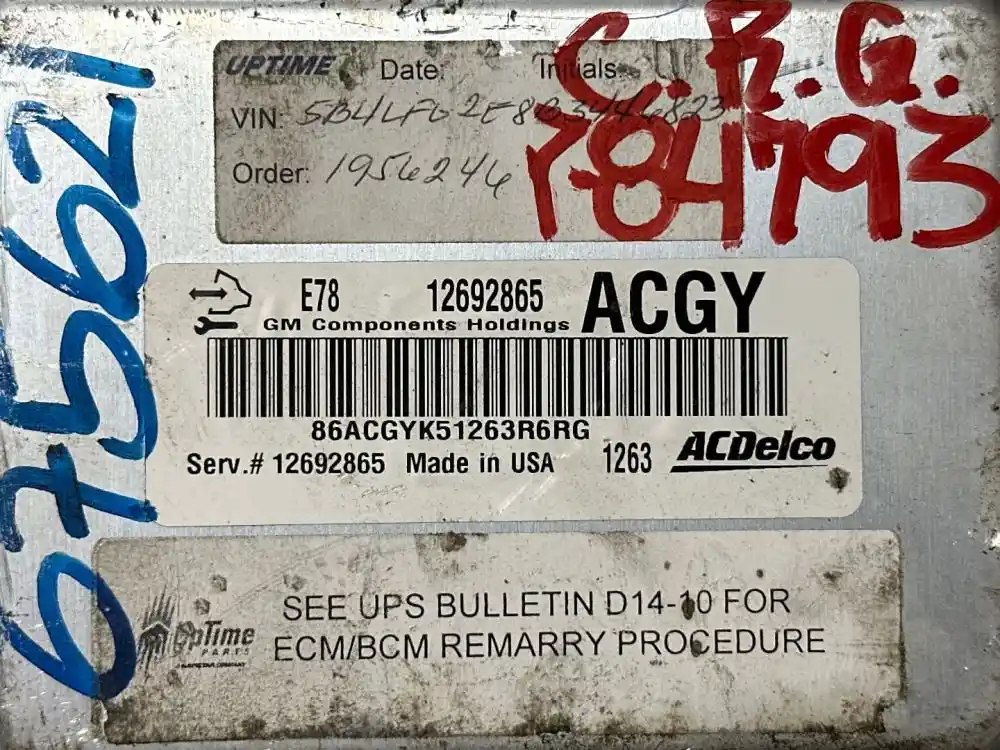 675621
C.R.G.
784793
UPTIME Date: Initials:
VIN:
Order: 1956246
E78 12692865 ACGY
GM Components Holdings
86ACGYK51263R6RG
Serv.# 12692865 Made in USA 1263 ACDelco
SEE UPS BULLETIN D14-10 FOR
UpTime PARTS
ECM/BCM REMARRY PROCEDURE